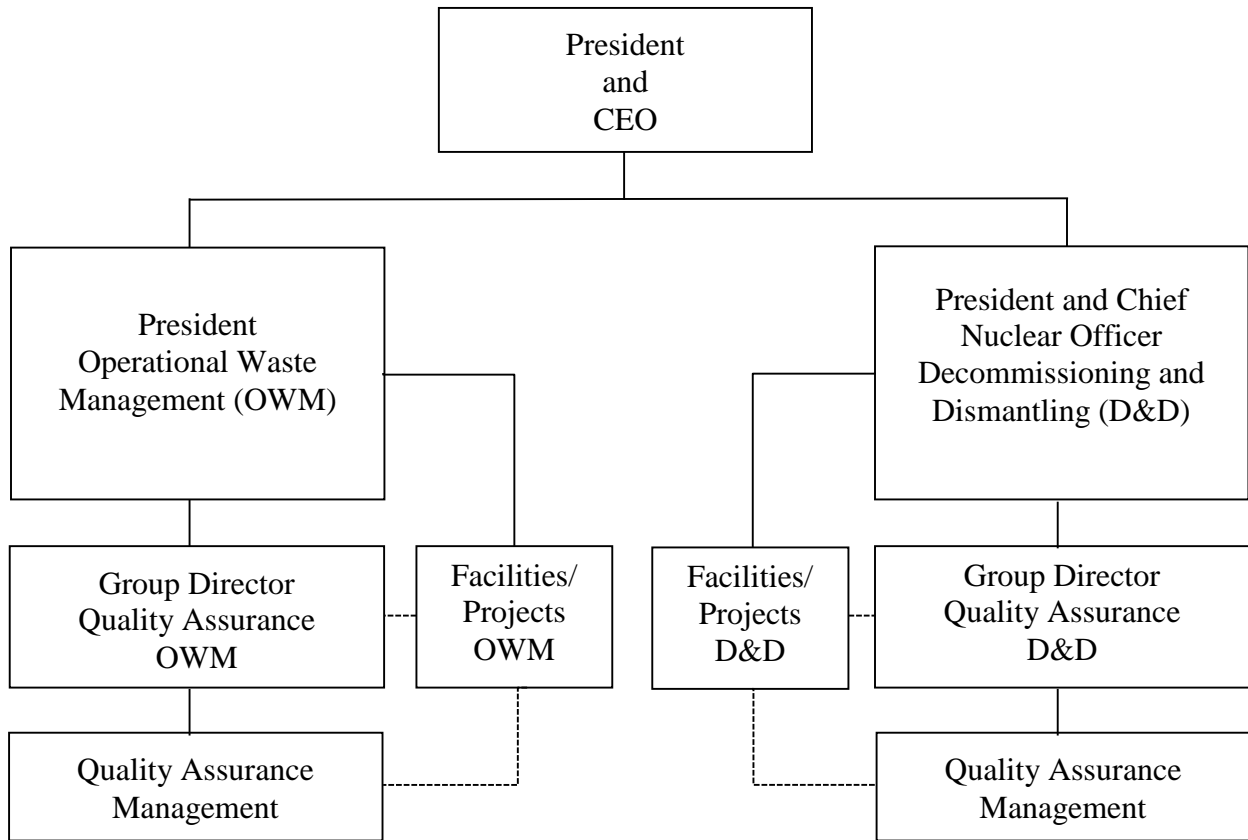 President
and
CEO
President
Operational Waste
Management (OWM)
President and Chief
Nuclear Officer
Decommissioning and
Dismantling (D&D)
Group Director
Quality Assurance
OWM
Facilities/
Projects
OWM
Facilities/
Projects
D&D
Group Director
Quality Assurance
D&D
Quality Assurance
Management
Quality Assurance
Management